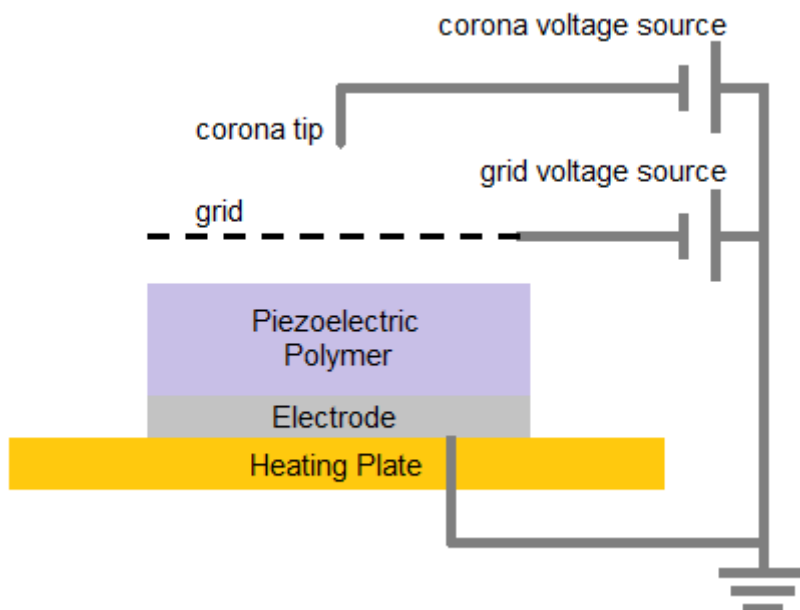 corona voltage source
corona tip
grid voltage source
grid
Piezoelectric
Polymer
Electrode
Heating Plate